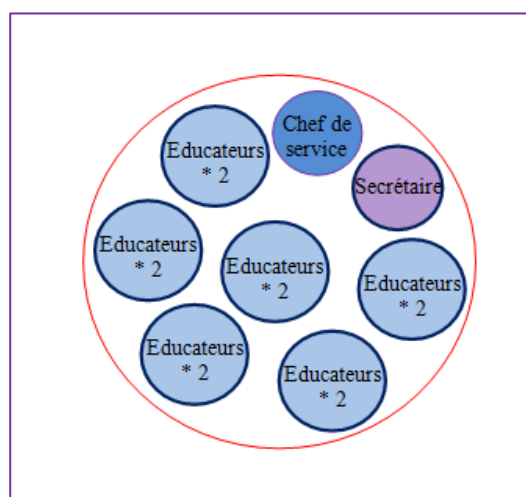 Chef de
service
Educateurs
* 2
Secrétaire
Educateurs
* 2
Educateurs
* 2
Educateurs
* 2
Educateurs
* 2
Educateurs
* 2